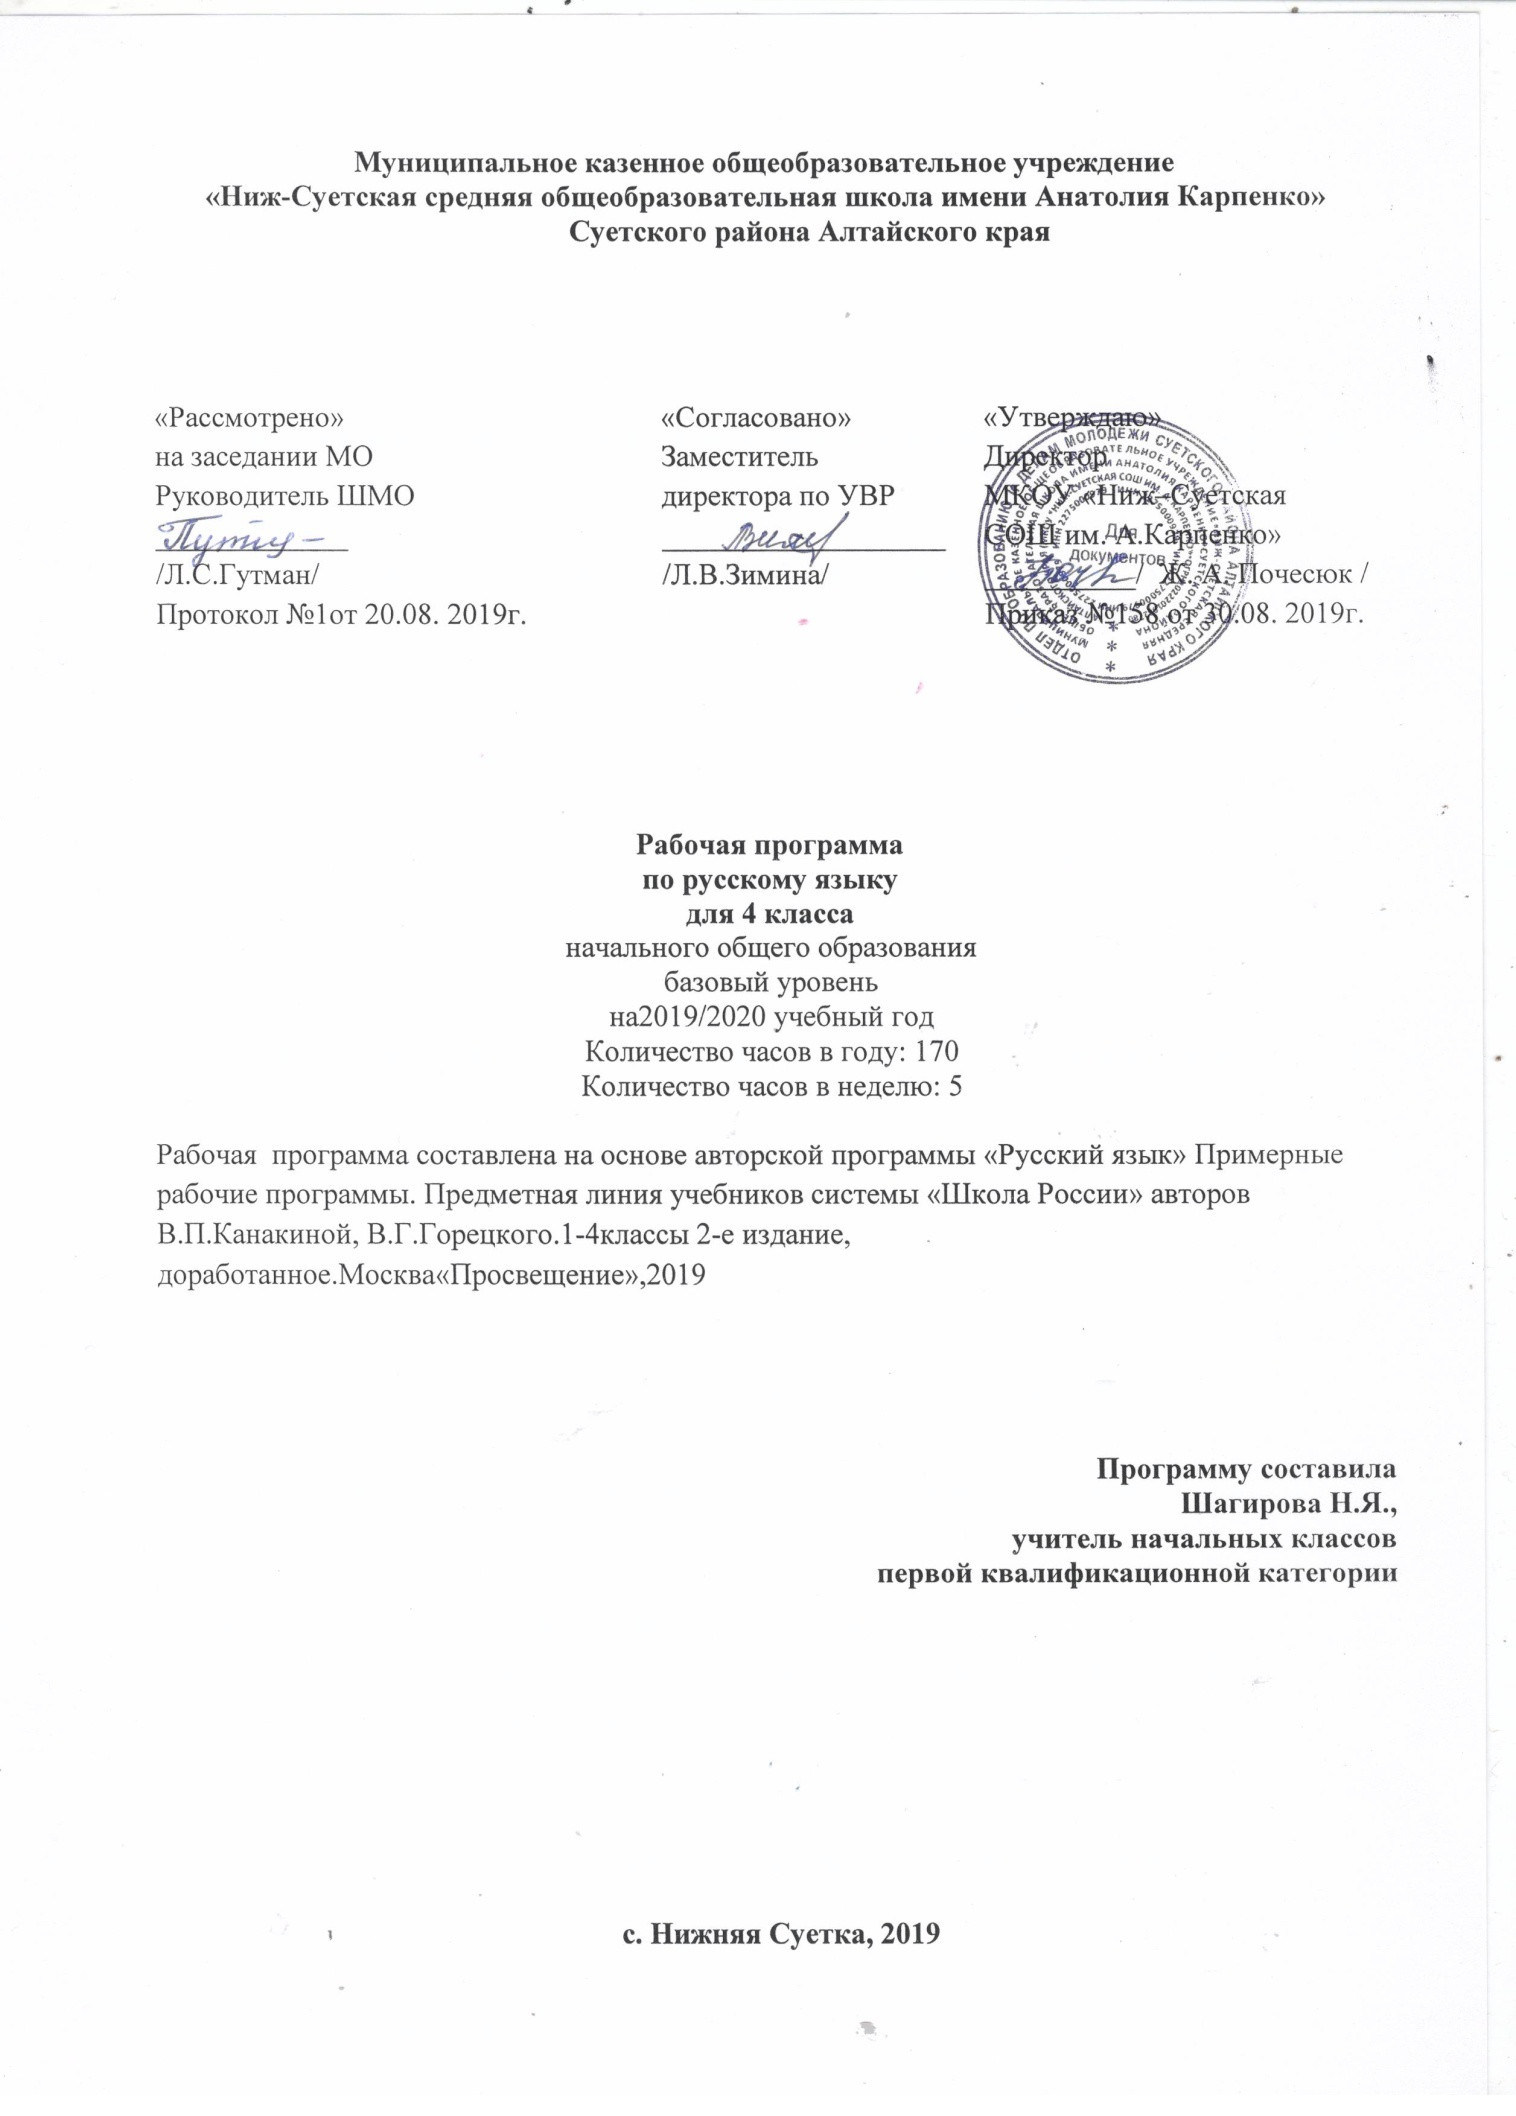 Муниципальное казенное общеобразовательное учреждение
«Ниж-Суетская средняя общеобразовательная школа имени Анатолия Карпенко»
Суетского района Алтайского края
«Рассмотрено»
на заседании МО
Руководитель ШМО
/Л.С.Гутман/
Протокол №1от 20.08. 2019г.
«Согласовано»
Заместитель
директора по УВР
/Л.В.Зимина/
«Утверждаю»
Директор
МКОУ «Ниж–Суетская
СОШ им. А.Карпенко»
/ Ж. А. Почесюк /
Приказ №158 от 30.08. 2019г.
Для
документов
Рабочая программа
по русскому языку
для 4 класса
начального общего образования
базовый уровень
на2019/2020 учебный год
Количество часов в году: 170
Количество часов в неделю: 5
Рабочая программа составлена на основе авторской программы «Русский язык» Примерные
рабочие программы. Предметная линия учебников системы «Школа России» авторов
В.П.Канакиной, В.Г.Горецкого.1-4классы 2-е издание,
доработанное.Москва«Просвещение»,2019
Программу составила
Шагирова Н.Я.,
учитель начальных классов
первой квалификационной категории
с. Нижняя Суетка, 2019